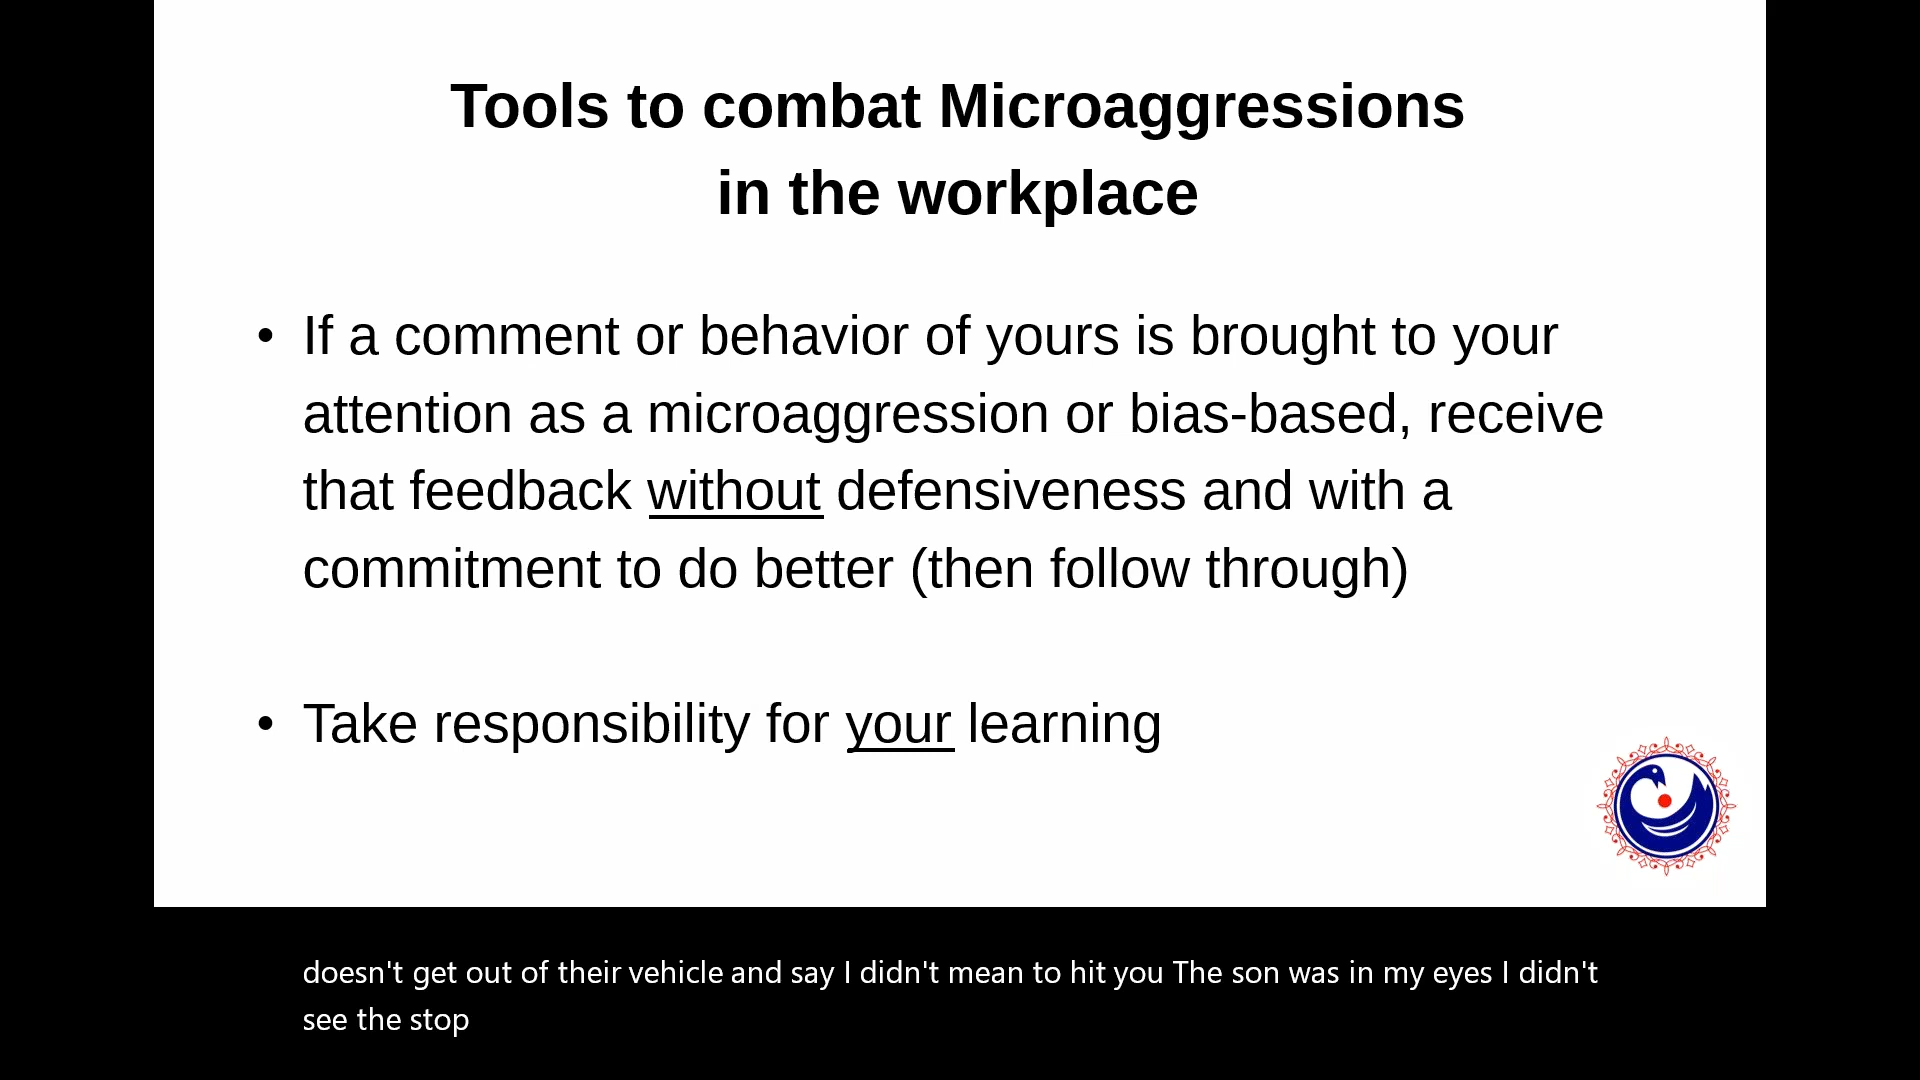 Tools to combat Microaggressions
in the workplace
• If a comment or behavior of yours is brought to your
attention as a microaggression or bias-based, receive
that feedback without defensiveness and with a
commitment to do better (then follow through)
• Take responsibility for your learning
doesn't get out of their vehicle and say I didn't mean to hit you The son was in my eyes I didn't
see the stop